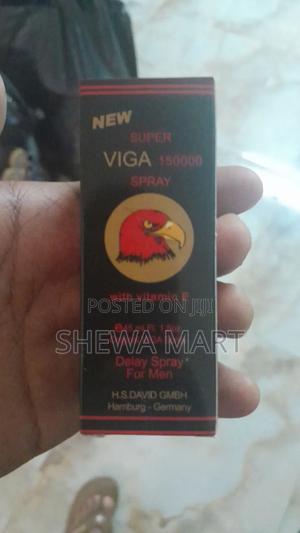 NEW
SUPER
VIGA 150000
SPRAY
with vitamin E
POSTED ON JIJI
SHEWA MART
Delay Spray
For Men
H.S.DAVID GMBH
Hamburg - Germany